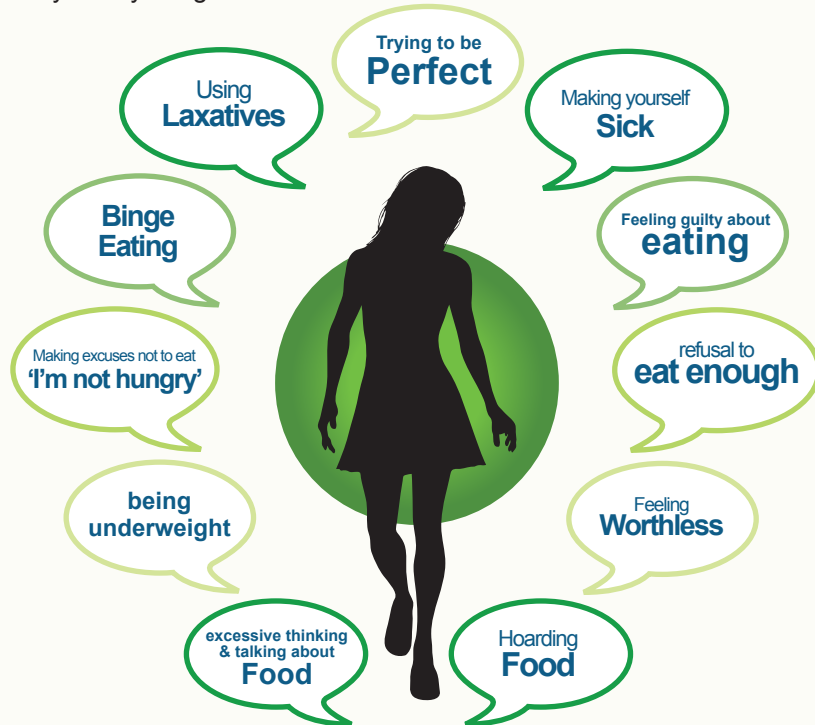 Trying to be
Perfect
Using
Laxatives
Making yourself
Sick
Binge
Eating
Feeling guilty about
eating
Making excuses not to eat
‘I’m not hungry’
refusal to
eat enough
being
underweight
Feeling
Worthless
excessive thinking
& talking about
Food
Hoarding
Food